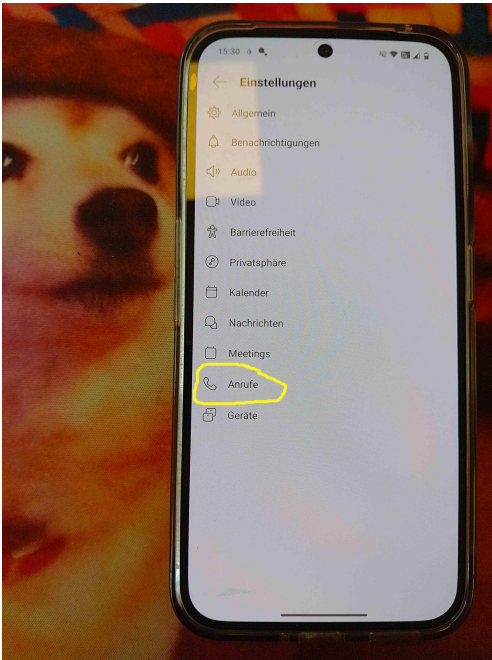 15:30
Einstellungen
Allgemein
Benachrichtigungen
Audio
Video
Barrierefreiheit
Privatsphäre
Kalender
Nachrichten
Meetings
Anrufe
Geräte